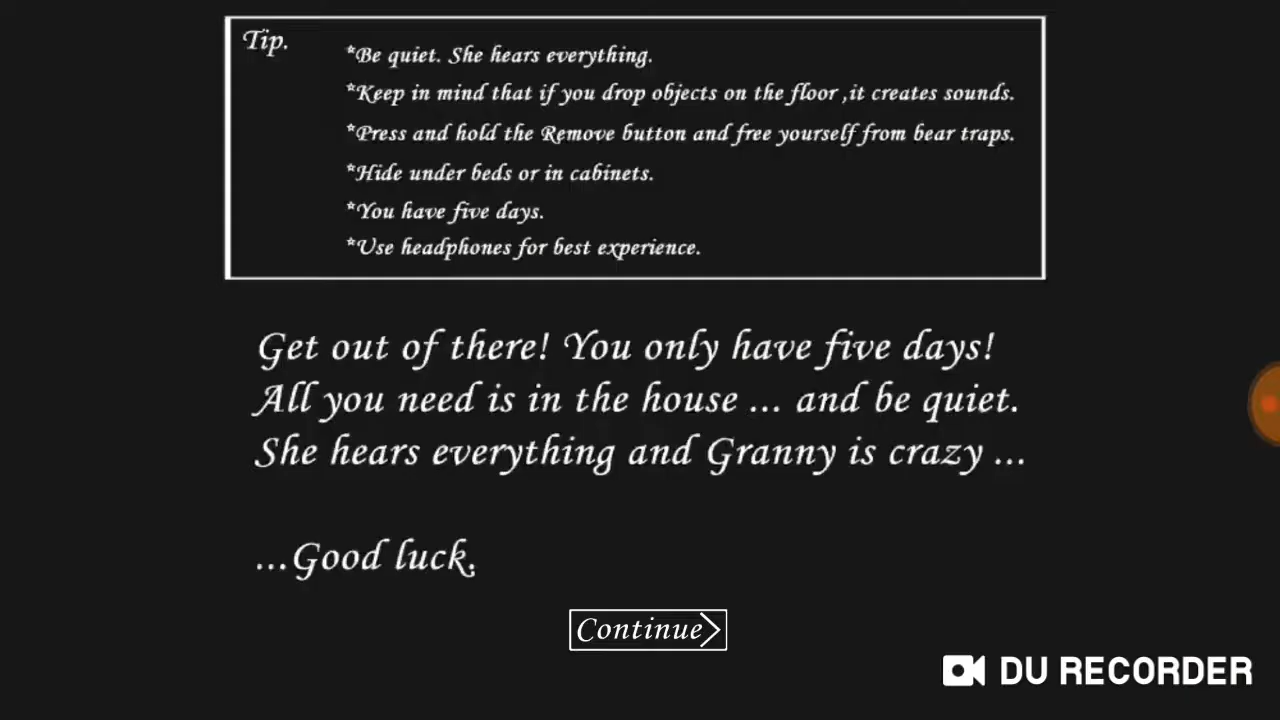 Tip.
*Be quiet. She hears everything.
*Keep in mind that if you drop objects on the floor ,it creates sounds.
*Press and hold the Remove button and free yourself from bear traps.
*Hide under beds or in cabinets.
*You have five days.
*Use headphones for best experience.
Get out of there! You only have five days!
All you need is in the house ... and be quiet.
She hears everything and Granny is crazy ...
...Good luck.
Continue
DU RECORDER